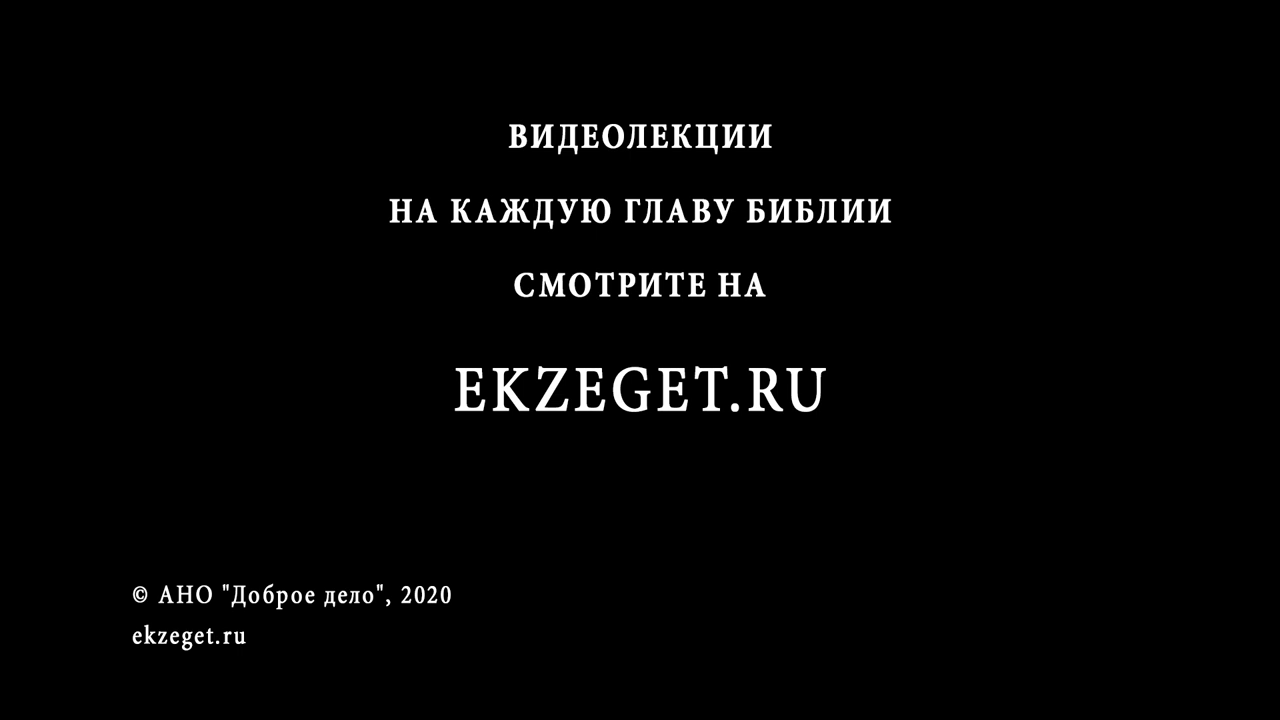 ВИДЕОЛЕКЦИИ
НА КАЖДУЮ ГЛАВУ БИБЛИИ
СМОТРИТЕ НА
EKZEGET.RU
© АНО "Доброе дело", 2020
ekzeget.ru